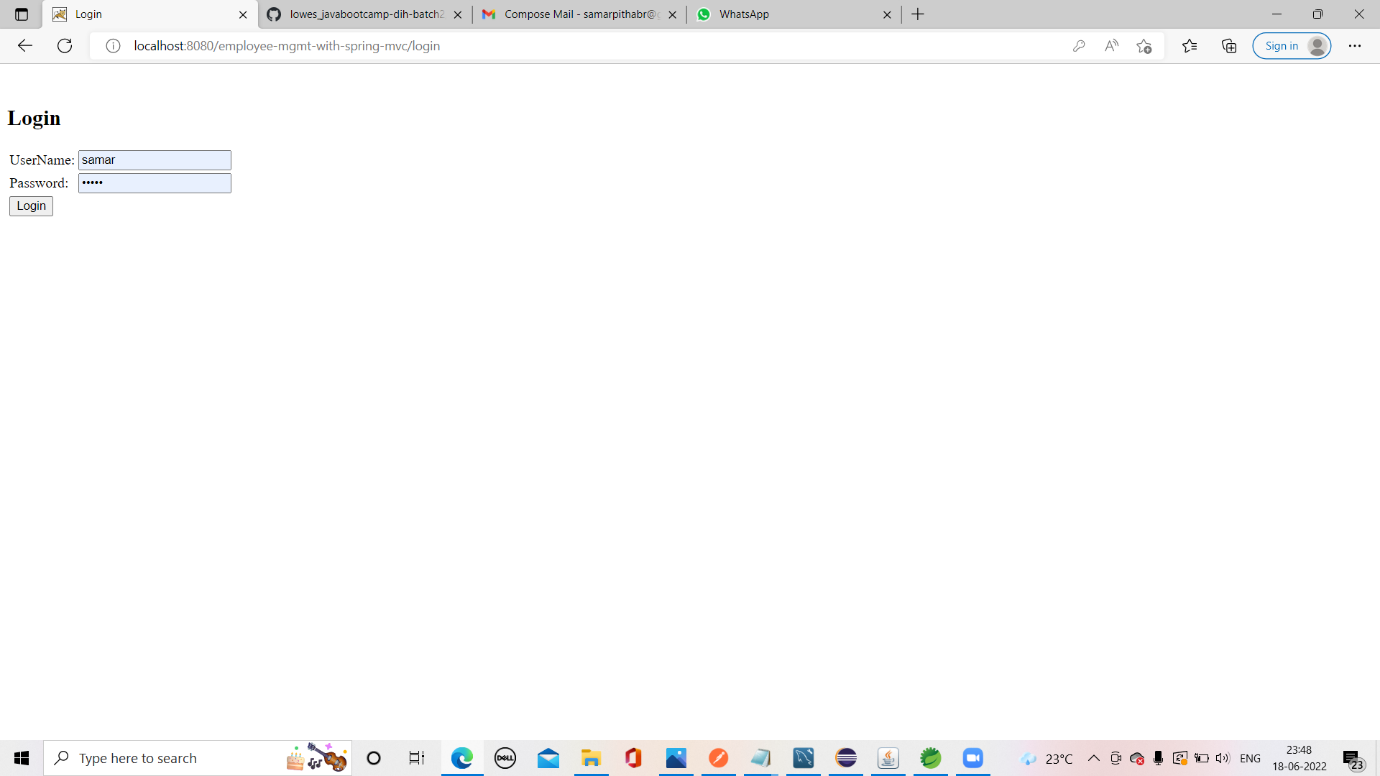 Login
lowes_javabootcamp-dih-batch2
Compose Mail - samarpithabr@g
WhatsApp
localhost:8080/employee-mgmt-with-spring-mvc/login
Sign in
Login
UserName: samar
Password: •••••
Login
Type here to search
DELL
23°C
ENG
23:48
18-06-2022
23